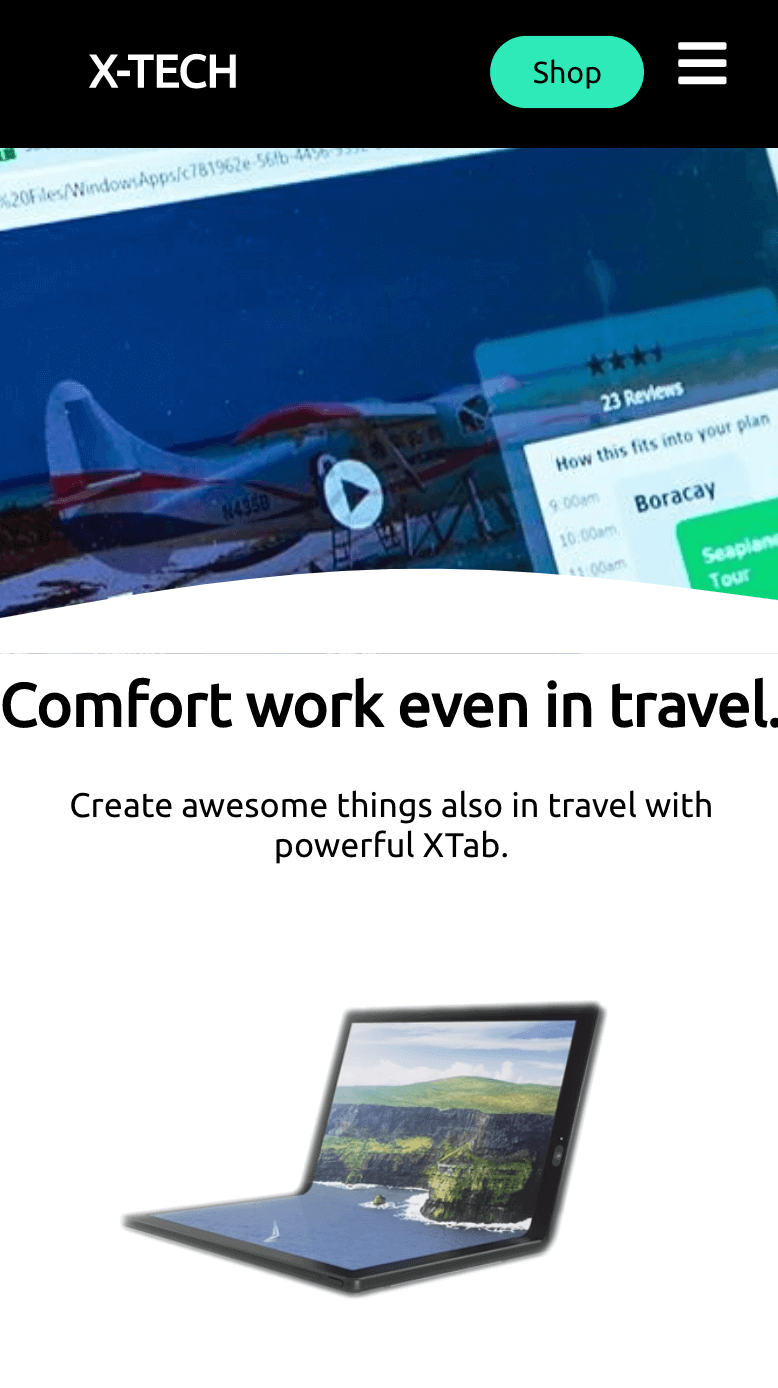 X-TECH
Shop
%20Files/WindowsApps/c781962e-56fb-4456-
23 Reviews
How this fits into your plan
9:00am
Boracay
10:00am
11:00am
Seaplane
Tour
N435B
Comfort work even in travel.
Create awesome things also in travel with
powerful XTab.